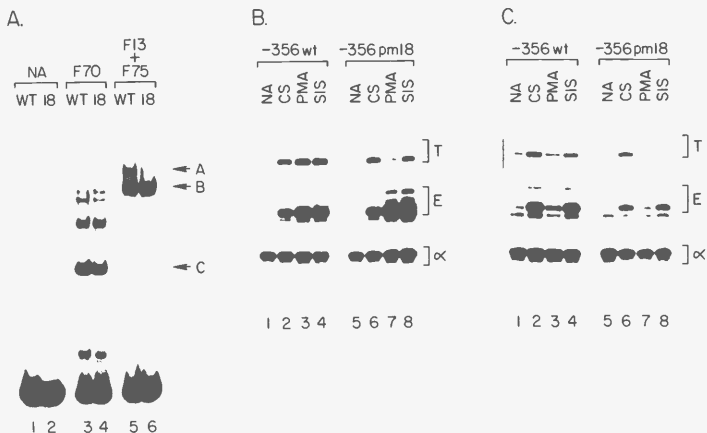 A.
NA F70 F13 + F75
WT 18 WT 18 WT 18
A
B
C
1 2 3 4 5 6
B.
-356 wt -356 pm18
NA CS PMA SIS NA CS PMA SIS
T
E
α
1 2 3 4 5 6 7 8
C.
-356 wt -356 pm18
NA CS PMA SIS NA CS PMA SIS
T
E
α
1 2 3 4 5 6 7 8